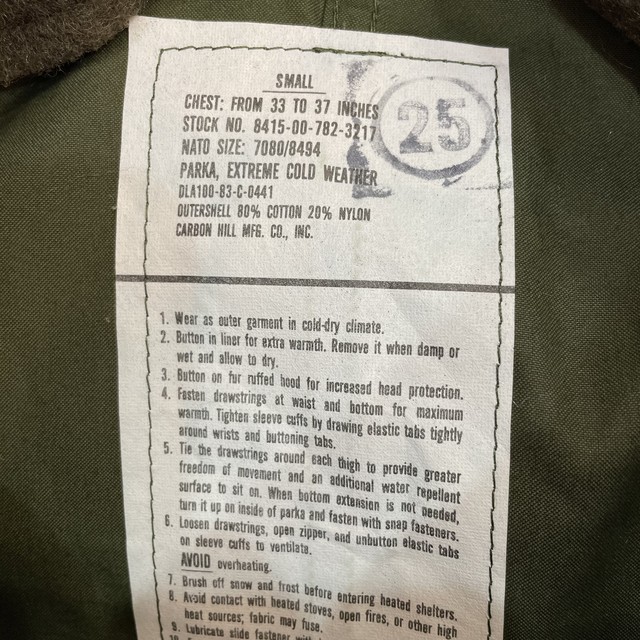 SMALL
CHEST: FROM 33 TO 37 INCHES
STOCK NO. 8415-00-782-3217
NATO SIZE: 7080/8494
PARKA, EXTREME COLD WEATHER
DLA100-83-C-0441
OUTERSHELL 80% COTTON 20% NYLON
CARBON HILL MFG. CO., INC.
25
1. Wear as outer garment in cold-dry climate.
2. Button in liner for extra warmth. Remove it when damp or
wet and allow to dry.
3. Button on fur ruffed hood for increased head protection.
4. Fasten drawstrings at waist and bottom for maximum
warmth. Tighten sleeve cuffs by drawing elastic tabs tightly
around wrists and buttoning tabs.
5. Tie the drawstrings around each thigh to provide greater
freedom of movement and an additional water repellent
surface to sit on. When bottom extension is not needed,
turn it up on inside of parka and fasten with snap fasteners.
6. Loosen drawstrings, open zipper, and unbutton elastic tabs
on sleeve cuffs to ventilate.
AVOID overheating.
7. Brush off snow and frost before entering heated shelters.
8. Avoid contact with heated stoves, open fires, or other high
heat sources; fabric may fuse.
9. Lubricate slide fastener with